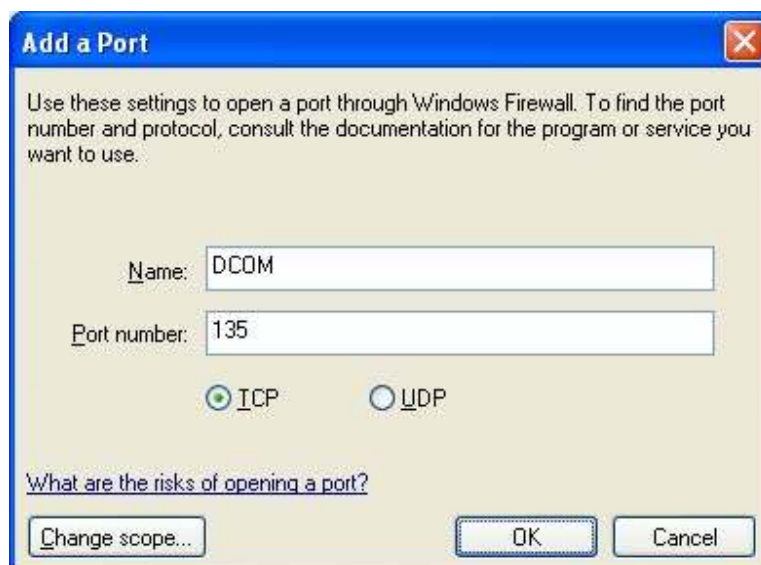 Add a Port
Use these settings to open a port through Windows Firewall. To find the port
number and protocol, consult the documentation for the program or service you
want to use.
Name: DCOM
Port number: 135
TCP UDP
What are the risks of opening a port?
Change scope... OK Cancel